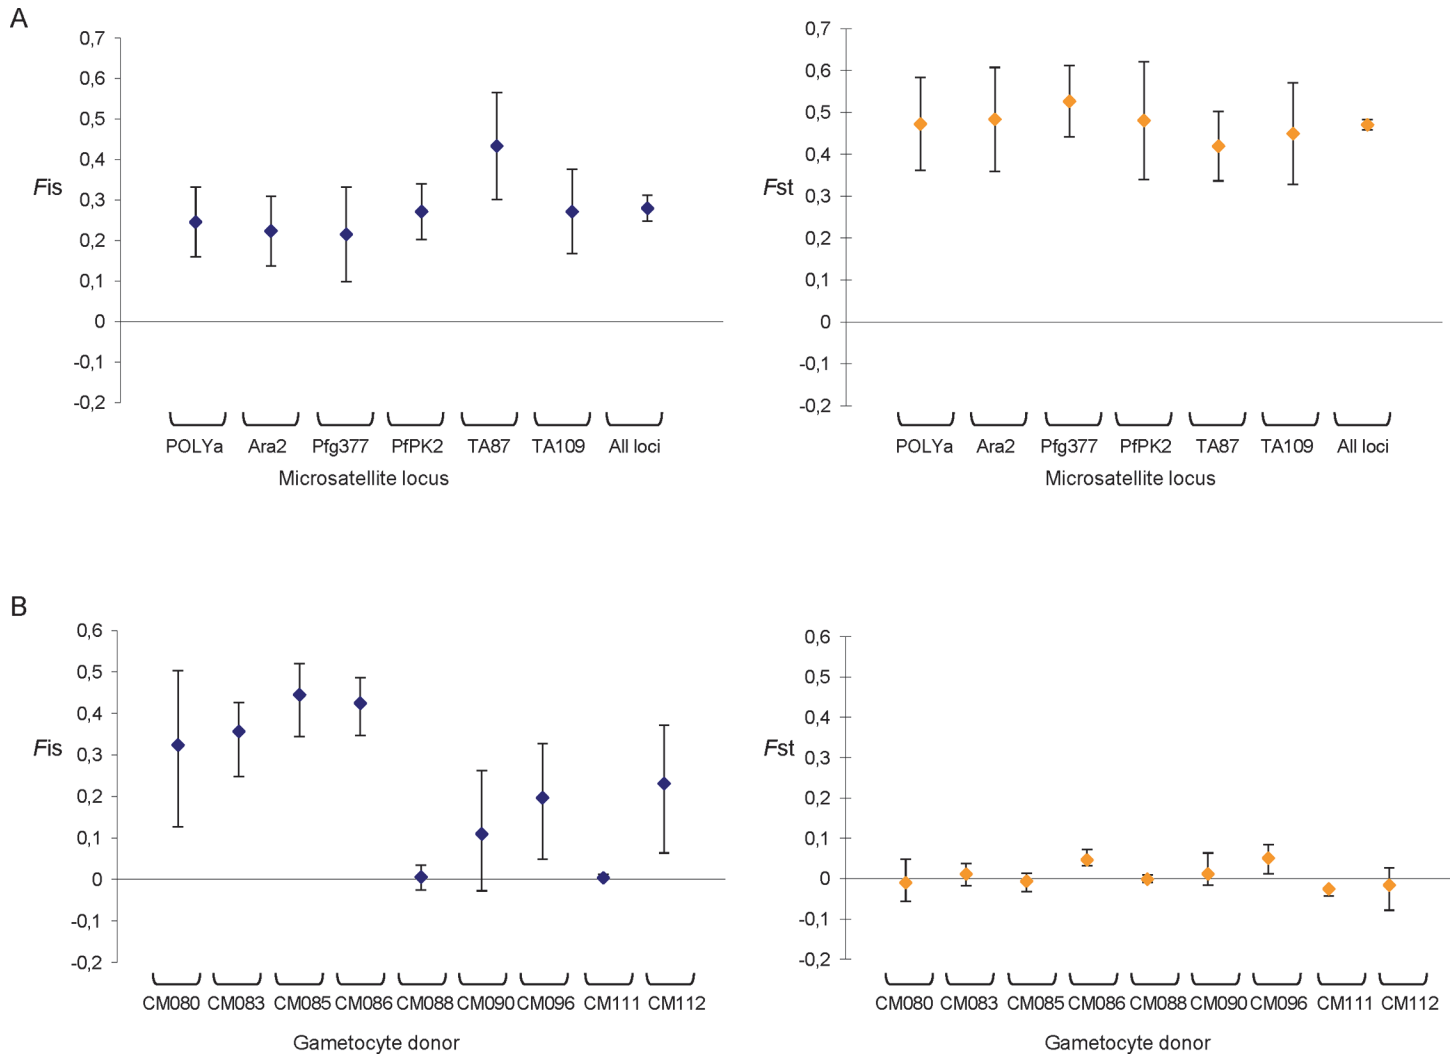 A
0,7
0,6
0,5
0,4
0,3
0,2
0,1
0
-0,1
-0,2
Fis
POLYa Ara2 Pfg377 PfPK2 TA87 TA109 All loci
Microsatellite locus
0,7
0,6
0,5
0,4
0,3
0,2
0,1
0
-0,1
-0,2
Fst
POLYa Ara2 Pfg377 PfPK2 TA87 TA109 All loci
Microsatellite locus
B
0,6
0,5
0,4
0,3
0,2
0,1
0
-0,1
-0,2
Fis
CM080 CM083 CM085 CM086 CM088 CM090 CM096 CM111 CM112
Gametocyte donor
0,6
0,5
0,4
0,3
0,2
0,1
0
-0,1
-0,2
Fst
CM080 CM083 CM085 CM086 CM088 CM090 CM096 CM111 CM112
Gametocyte donor